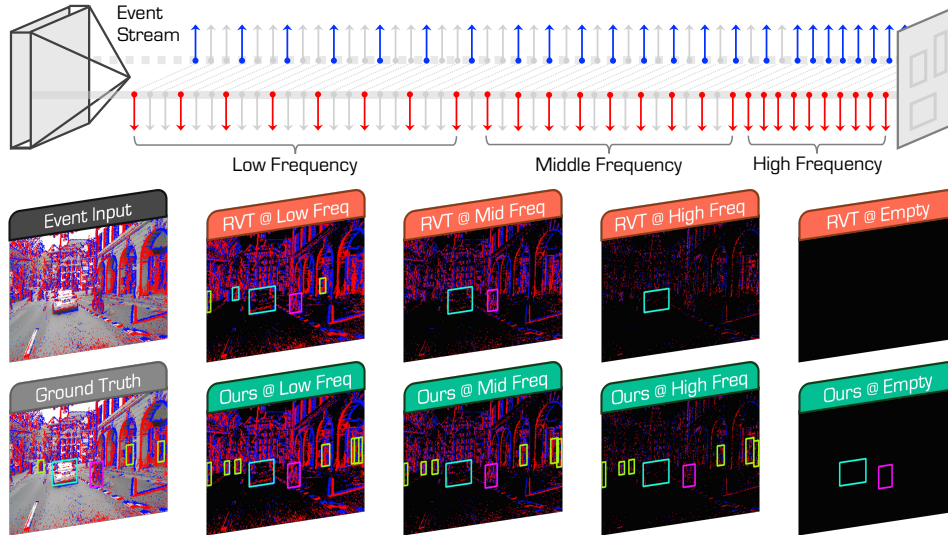 Event
Stream
Low Frequency
Middle Frequency
High Frequency
Event Input
RVT @ Low Freq
RVT @ Mid Freq
RVT @ High Freq
RVT @ Empty
Ground Truth
Ours @ Low Freq
Ours @ Mid Freq
Ours @ High Freq
Ours @ Empty